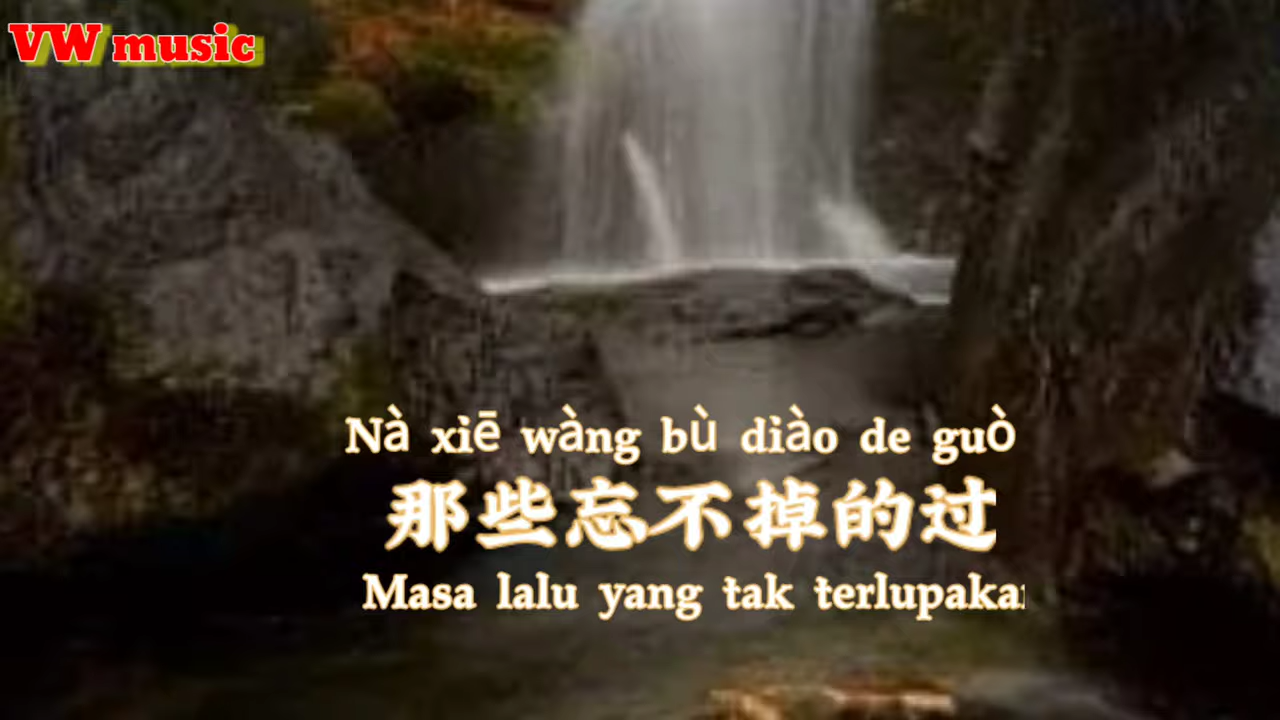 VW music
Nà xiē wàng bù diào de guò
那些忘不掉的过
Masa lalu yang tak terlupakan